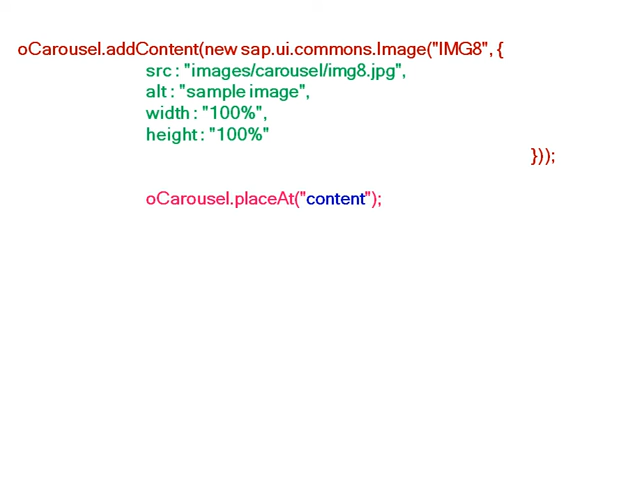 oCarousel.addContent(new sap.ui.commons.Image("IMG8", {
src : "images/carousel/img8.jpg",
alt : "sample image",
width : "100%",
height : "100%"
}));
oCarousel.placeAt("content");